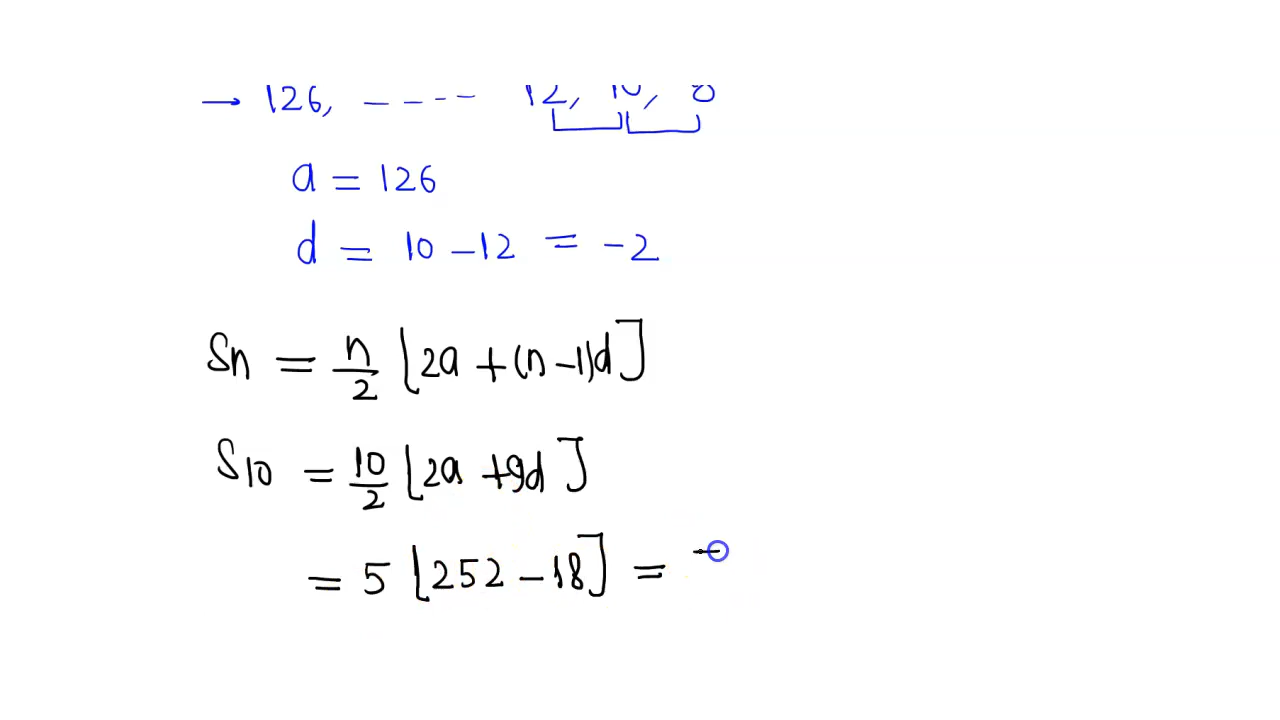 → 126, ---- 12, 10, 8
a = 126
d = 10 - 12 = -2
Sn = n/2 [2a + (n-1)d]
S10 = 10/2 [2a + 9d]
= 5 [252 - 18] =